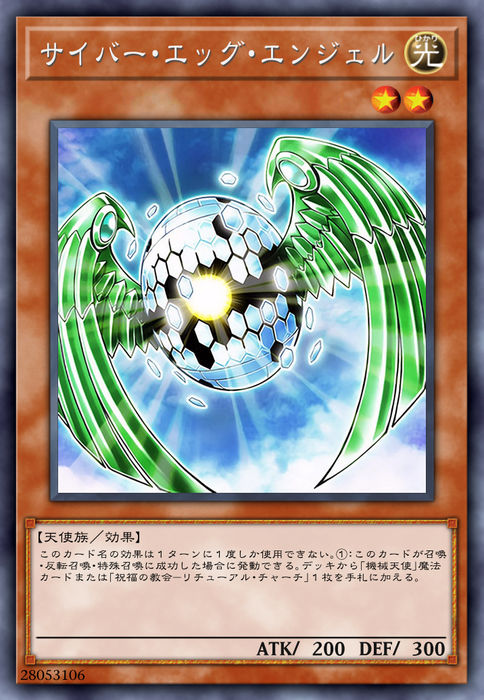 サイバー・エッグ・エンジェル
ひかり
光
【天使族／効果】
このカード名の効果は１ターンに１度しか使用できない。①：このカードが召喚
・反転召喚・特殊召喚に成功した場合に発動できる。デッキから「機械天使」魔法
カードまたは「祝福の教会－リチューアル・チャーチ」１枚を手札に加える。
ATK/ 200 DEF/ 300
28053106